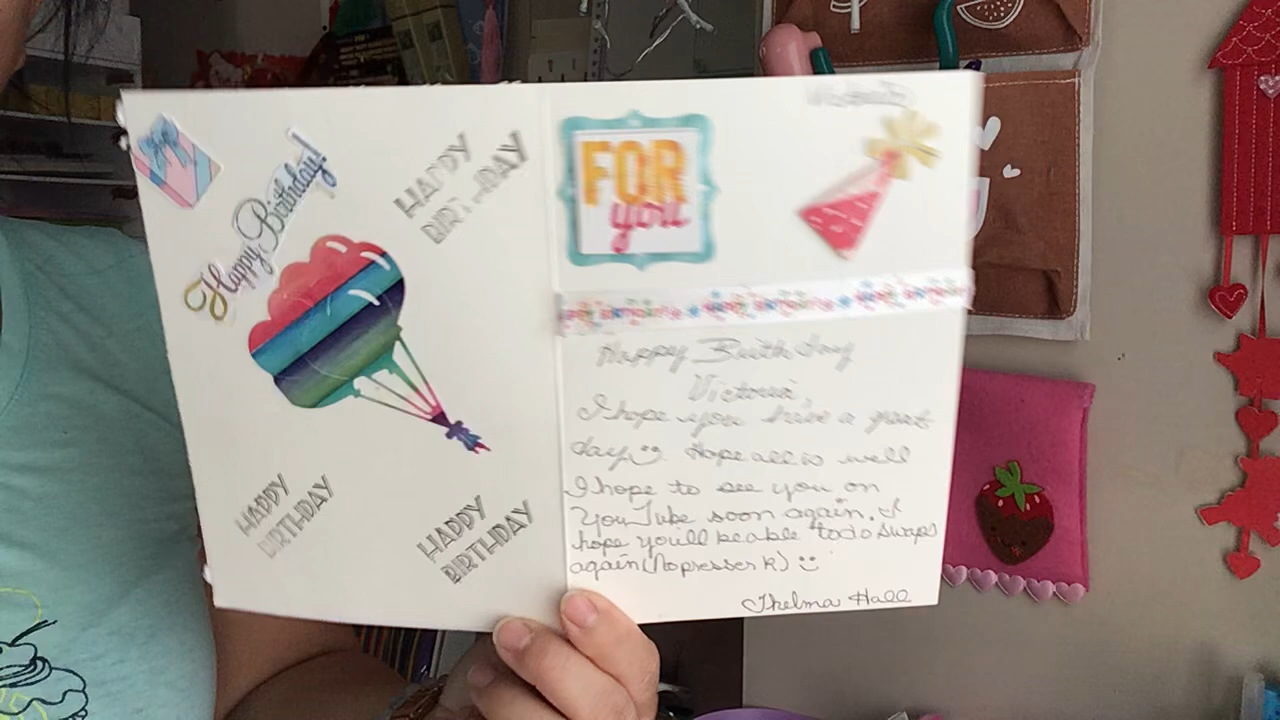 Happy Birthday!
HAPPY
BIRTHDAY
HAPPY
BIRTHDAY
HAPPY
BIRTHDAY
FOR
you
Happy Birthday
Victoria,
I hope you have a great
day Hope all is well
I hope to see you on
YouTube soon again. I
hope you'll be able to do swaps
again (No presser k)
Thelma Hall